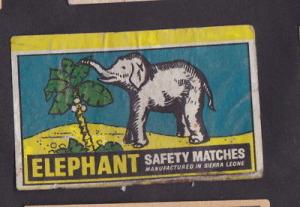 ELEPHANT SAFETY MATCHES
MANUFACTURED IN SIERRA LEONE